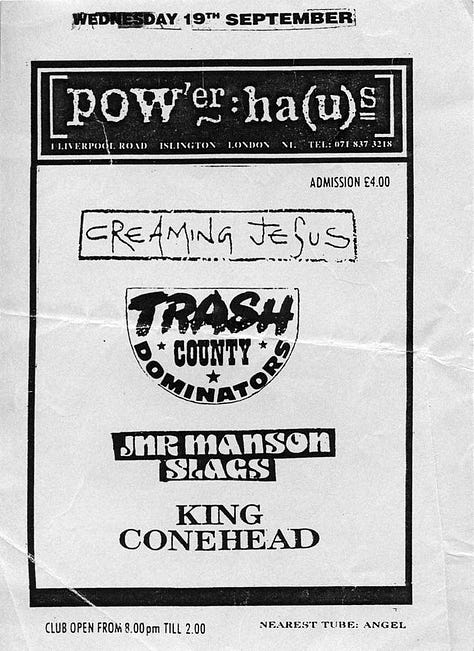 WEDNESDAY 19TH SEPTEMBER
[pow'er:ha(u)s]
1 LIVERPOOL ROAD ISLINGTON LONDON N1. TEL: 071 837 3218
ADMISSION £4.00
CREAMING JESUS
TRASH
COUNTY
DOMINATORS
JNR MANSON
SLAGS
KING
CONEHEAD
CLUB OPEN FROM 8.00pm TILL 2.00
NEAREST TUBE: ANGEL